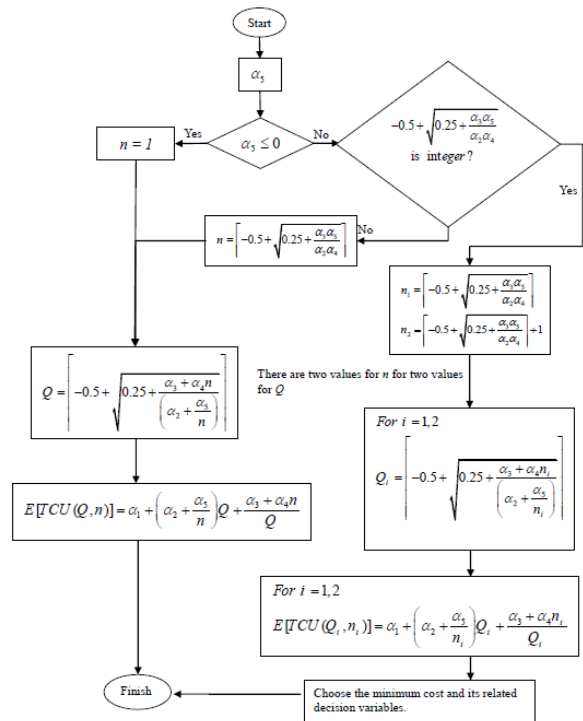 Start
α₅
α₅ ≤ 0
Yes
No
n = 1
−0.5 + √(0.25 + α₃α₅/(α₂α₄))
is integer?
Yes
No
n = ⌈−0.5 + √(0.25 + α₃α₅/(α₂α₄))⌉
n₁ = ⌈−0.5 + √(0.25 + α₃α₅/(α₂α₄))⌉
n₂ = ⌈−0.5 + √(0.25 + α₃α₅/(α₂α₄))⌉ + 1
There are two values for n for two values
for Q
Q = ⌈−0.5 + √(0.25 + (α₃ + α₄n)/(α₂ + α₅/n))⌉
For i = 1,2
Qᵢ = ⌈−0.5 + √(0.25 + (α₃ + α₄nᵢ)/(α₂ + α₅/nᵢ))⌉
E[TCU(Q,n)] = α₁ + (α₂ + α₅/n)Q + (α₃ + α₄n)/Q
For i = 1,2
E[TCU(Qᵢ,nᵢ)] = α₁ + (α₂ + α₅/nᵢ)Qᵢ + (α₃ + α₄nᵢ)/Qᵢ
Finish
Choose the minimum cost and its related
decision variables.